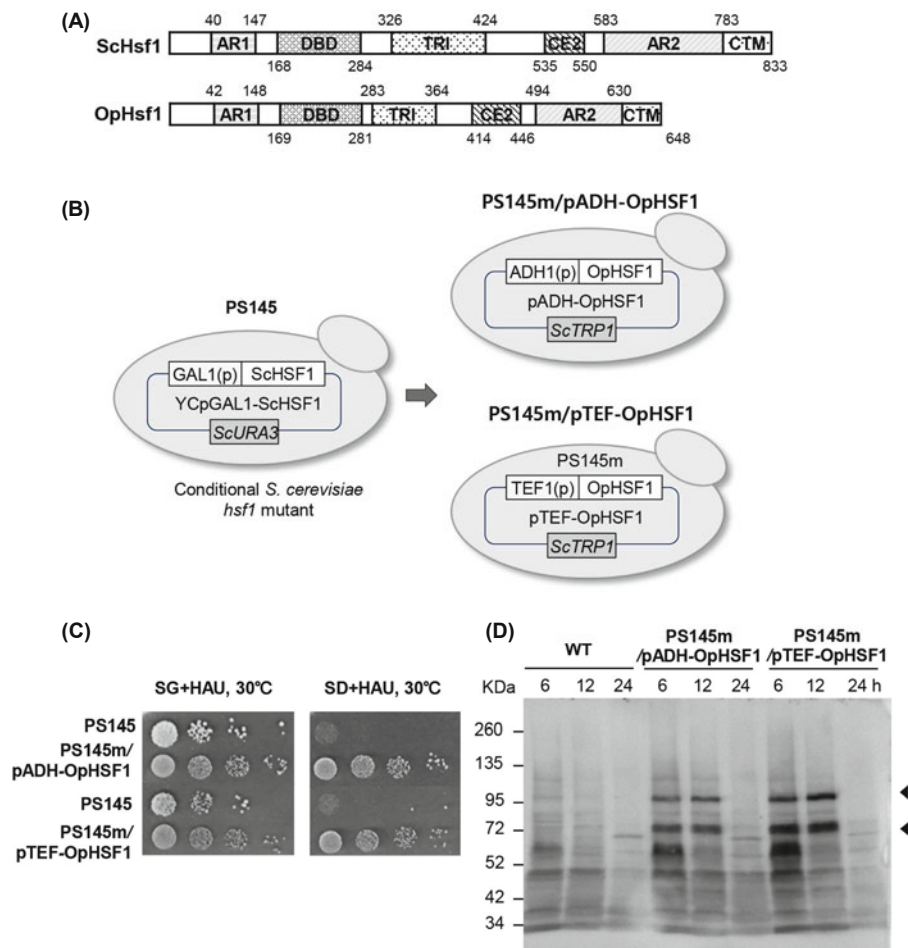 (A)
40 147 326 424 583 783
ScHsf1 AR1 DBD TRI CE2 AR2 CTM
168 284 535 550 833
42 148 283 364 494 630
OpHsf1 AR1 DBD TRI CE2 AR2 CTM
169 281 414 446 648
(B)
PS145m/pADH-OpHSF1
ADH1(p) OpHSF1
pADH-OpHSF1
ScTRP1
PS145
GAL1(p) ScHSF1
YCpGAL1-ScHSF1
ScURA3
Conditional S. cerevisiae
hsf1 mutant
PS145m/pTEF-OpHSF1
PS145m
TEF1(p) OpHSF1
pTEF-OpHSF1
ScTRP1
(C)
SG+HAU, 30℃ SD+HAU, 30℃
PS145
PS145m/
pADH-OpHSF1
PS145
PS145m/
pTEF-OpHSF1
(D)
WT PS145m /pADH-OpHSF1 PS145m /pTEF-OpHSF1
KDa 6 12 24 6 12 24 6 12 24 h
260
135
95
72
52
42
34